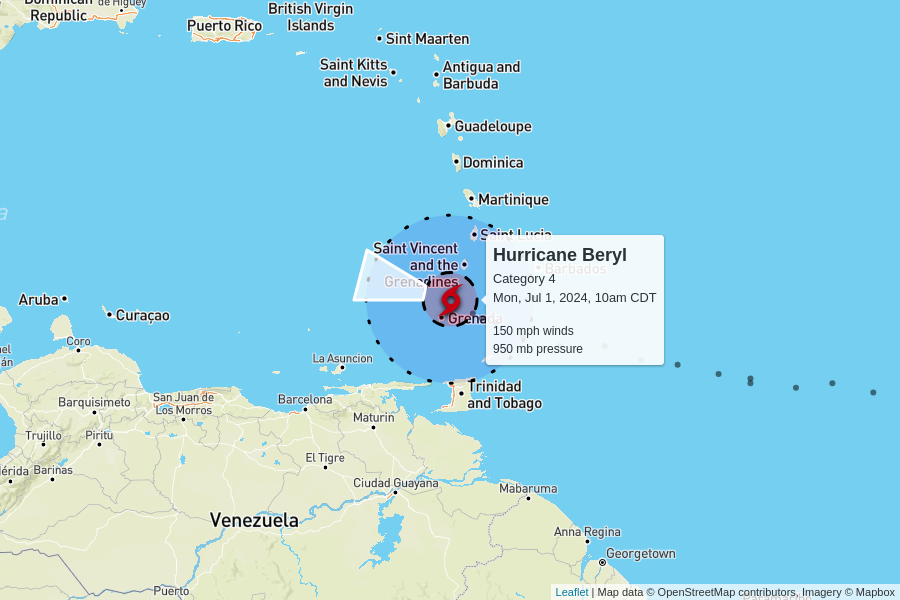 Dominican
de Higuey
Republic
Puerto Rico
British Virgin
Islands
Sint Maarten
Saint Kitts
and Nevis
Antigua and
Barbuda
Guadeloupe
Dominica
Martinique
Saint Lucia
Saint Vincent
and the
Grenadines
Barbados
Grenada
Hurricane Beryl
Category 4
Mon, Jul 1, 2024, 10am CDT
150 mph winds
950 mb pressure
a
Aruba
Curaçao
Coro
La Asuncion
Trinidad
and Tobago
Barquisimeto
San Juan de
Los Morros
Barcelona
Maturin
Trujillo
Piritu
érida
Barinas
El Tigre
Ciudad Guayana
Mabaruma
Venezuela
Anna Regina
Georgetown
Puerto
Leaflet | Map data © OpenStreetMap contributors, Imagery © Mapbox